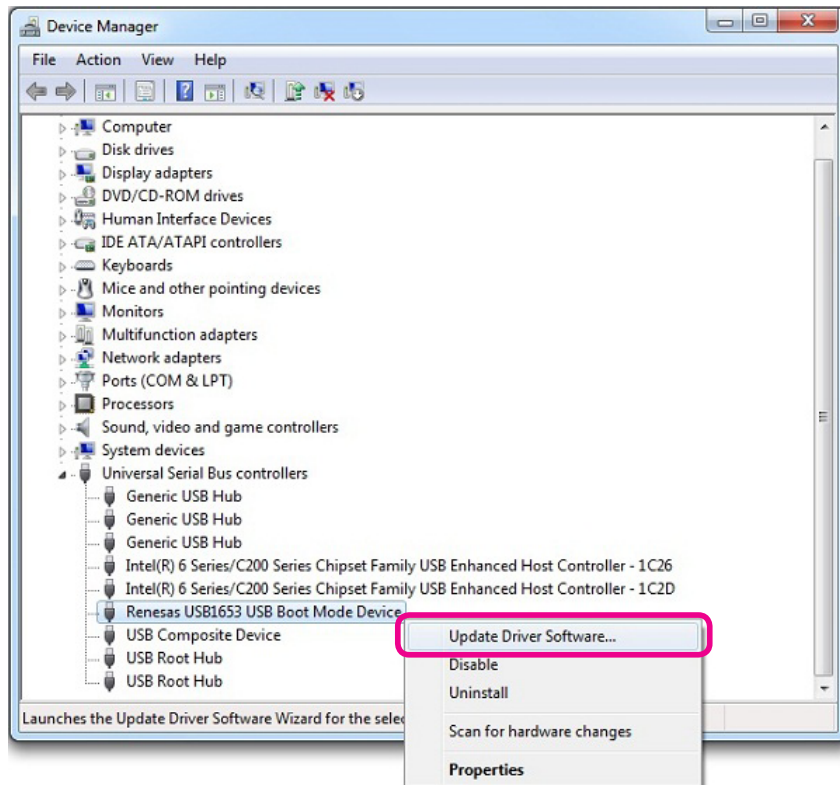 Device Manager
File Action View Help
Computer
Disk drives
Display adapters
DVD/CD-ROM drives
Human Interface Devices
IDE ATA/ATAPI controllers
Keyboards
Mice and other pointing devices
Monitors
Multifunction adapters
Network adapters
Ports (COM & LPT)
Processors
Sound, video and game controllers
System devices
Universal Serial Bus controllers
Generic USB Hub
Generic USB Hub
Generic USB Hub
Intel(R) 6 Series/C200 Series Chipset Family USB Enhanced Host Controller - 1C26
Intel(R) 6 Series/C200 Series Chipset Family USB Enhanced Host Controller - 1C2D
Renesas USB1653 USB Boot Mode Device
USB Composite Device
USB Root Hub
USB Root Hub
Update Driver Software...
Disable
Uninstall
Scan for hardware changes
Properties
Launches the Update Driver Software Wizard for the selec